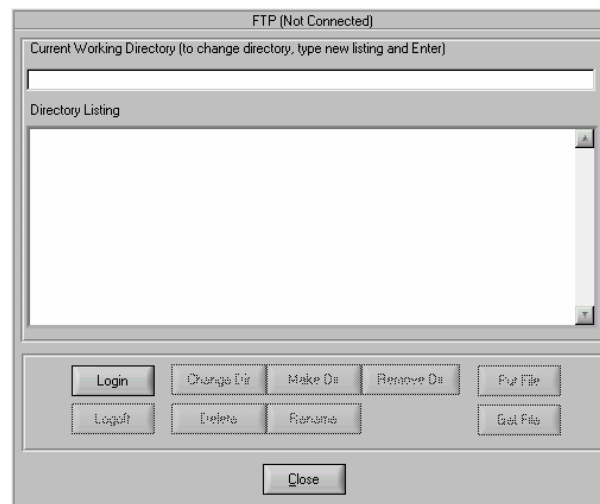 FTP (Not Connected)
Current Working Directory (to change directory, type new listing and Enter)
Directory Listing
Login Change Dir Make Dir Remove Dir Put File
Logoff Delete Rename Get File
Close